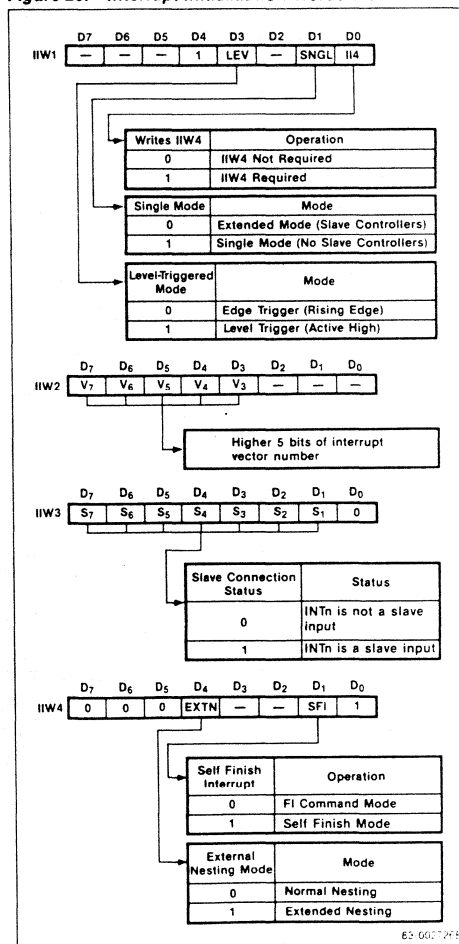 D7 D6 D5 D4 D3 D2 D1 D0
IIW1 — — — 1 LEV — SNGL II4
Writes IIW4 Operation
0 IIW4 Not Required
1 IIW4 Required
Single Mode Mode
0 Extended Mode (Slave Controllers)
1 Single Mode (No Slave Controllers)
Level-Triggered Mode Mode
0 Edge Trigger (Rising Edge)
1 Level Trigger (Active High)
D7 D6 D5 D4 D3 D2 D1 D0
IIW2 V7 V6 V5 V4 V3 — — —
Higher 5 bits of interrupt
vector number
D7 D6 D5 D4 D3 D2 D1 D0
IIW3 S7 S6 S5 S4 S3 S2 S1 0
Slave Connection Status Status
0 INTn is not a slave input
1 INTn is a slave input
D7 D6 D5 D4 D3 D2 D1 D0
IIW4 0 0 0 EXTN — — SFI 1
Self Finish Interrupt Operation
0 FI Command Mode
1 Self Finish Mode
External Nesting Mode Mode
0 Normal Nesting
1 Extended Nesting